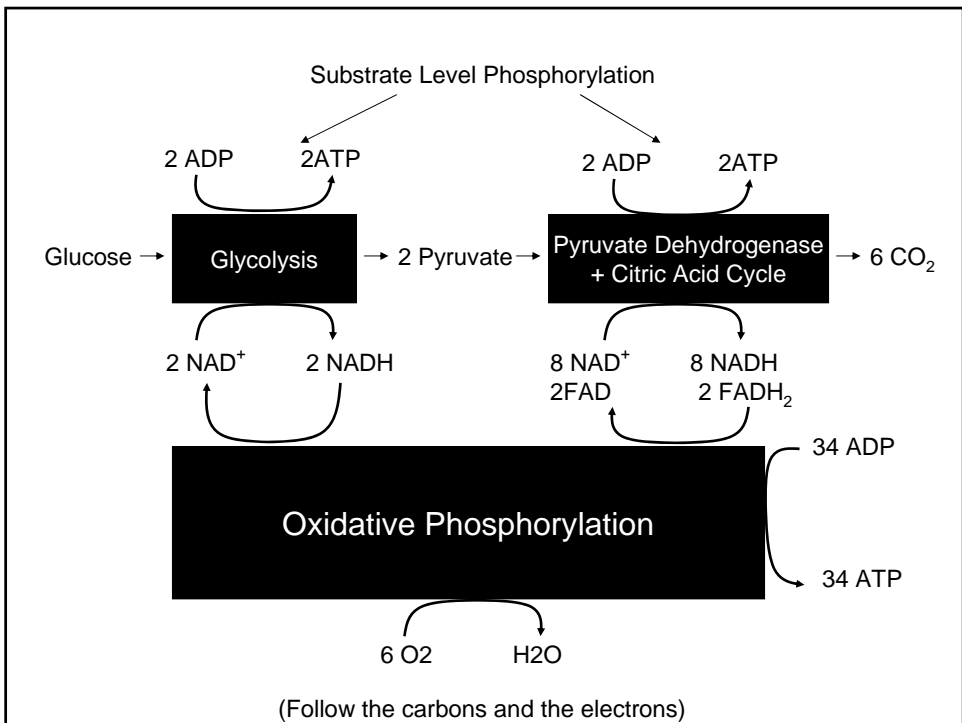 Substrate Level Phosphorylation
2 ADP 2ATP 2 ADP 2ATP
Glucose Glycolysis 2 Pyruvate Pyruvate Dehydrogenase
+ Citric Acid Cycle 6 CO₂
2 NAD⁺ 2 NADH 8 NAD⁺ 8 NADH
2FAD 2 FADH₂
34 ADP
Oxidative Phosphorylation
34 ATP
6 O2 H2O
(Follow the carbons and the electrons)